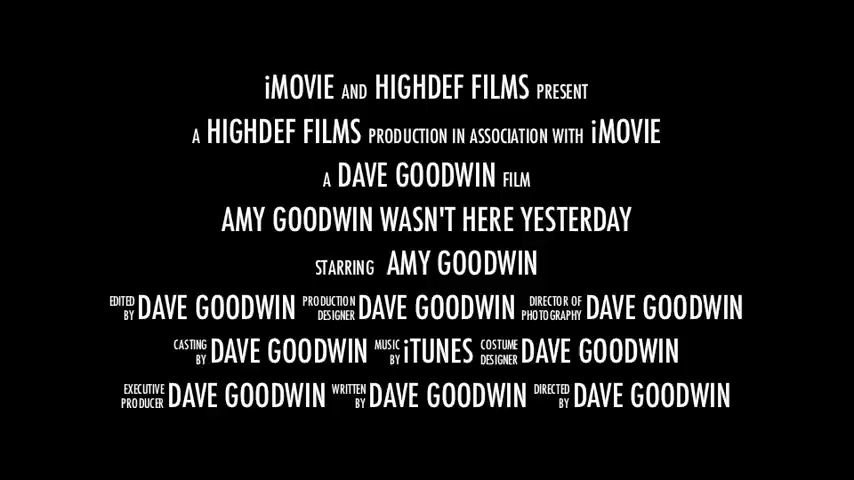 iMOVIE AND HIGHDEF FILMS PRESENT
A HIGHDEF FILMS PRODUCTION IN ASSOCIATION WITH iMOVIE
A DAVE GOODWIN FILM
AMY GOODWIN WASN'T HERE YESTERDAY
STARRING AMY GOODWIN
EDITED BY DAVE GOODWIN PRODUCTION DESIGNER DAVE GOODWIN DIRECTOR OF PHOTOGRAPHY DAVE GOODWIN
CASTING BY DAVE GOODWIN MUSIC BY iTUNES COSTUME DESIGNER DAVE GOODWIN
EXECUTIVE PRODUCER DAVE GOODWIN WRITTEN BY DAVE GOODWIN DIRECTED BY DAVE GOODWIN